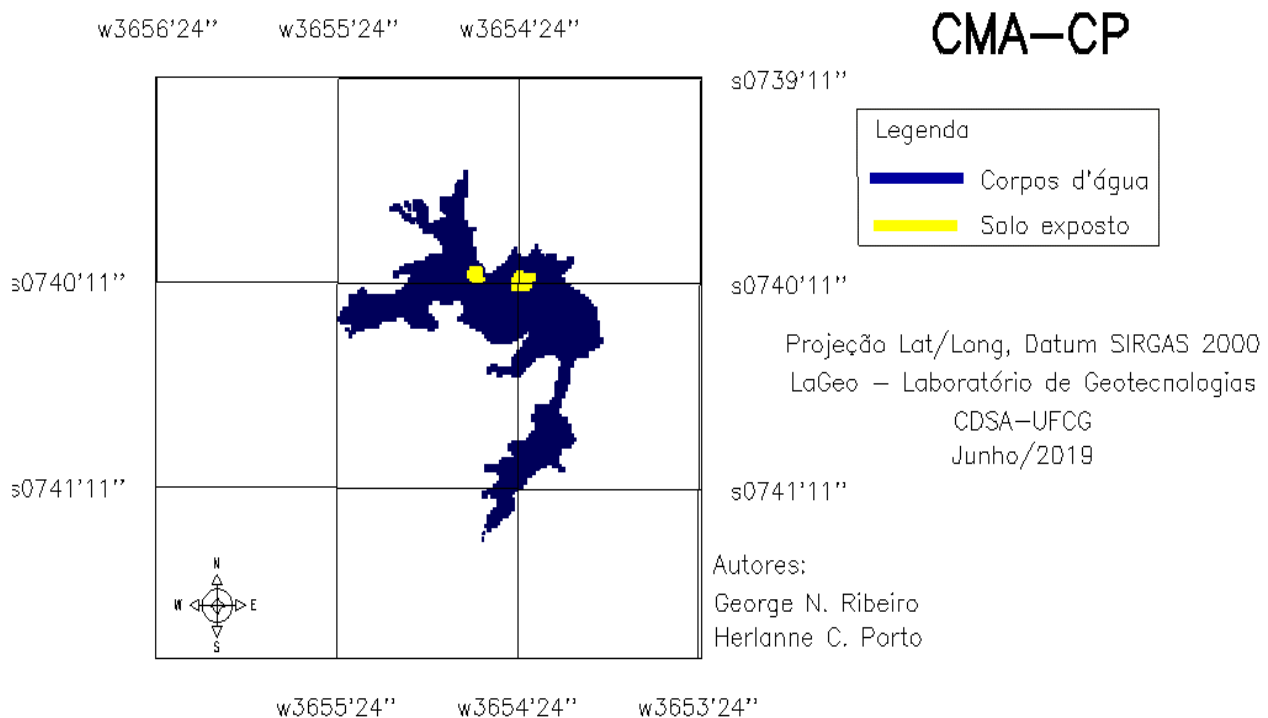 w3656'24" w3655'24" w3654'24"
CMA-CP
s0739'11"
Legenda
Corpos d'água
Solo exposto
s0740'11" s0740'11"
Projeção Lat/Long, Datum SIRGAS 2000
LaGeo - Laboratório de Geotecnologias
CDSA-UFCG
Junho/2019
s0741'11" s0741'11"
N
W E
S
Autores:
George N. Ribeiro
Herlanne C. Porto
w3655'24" w3654'24" w3653'24"